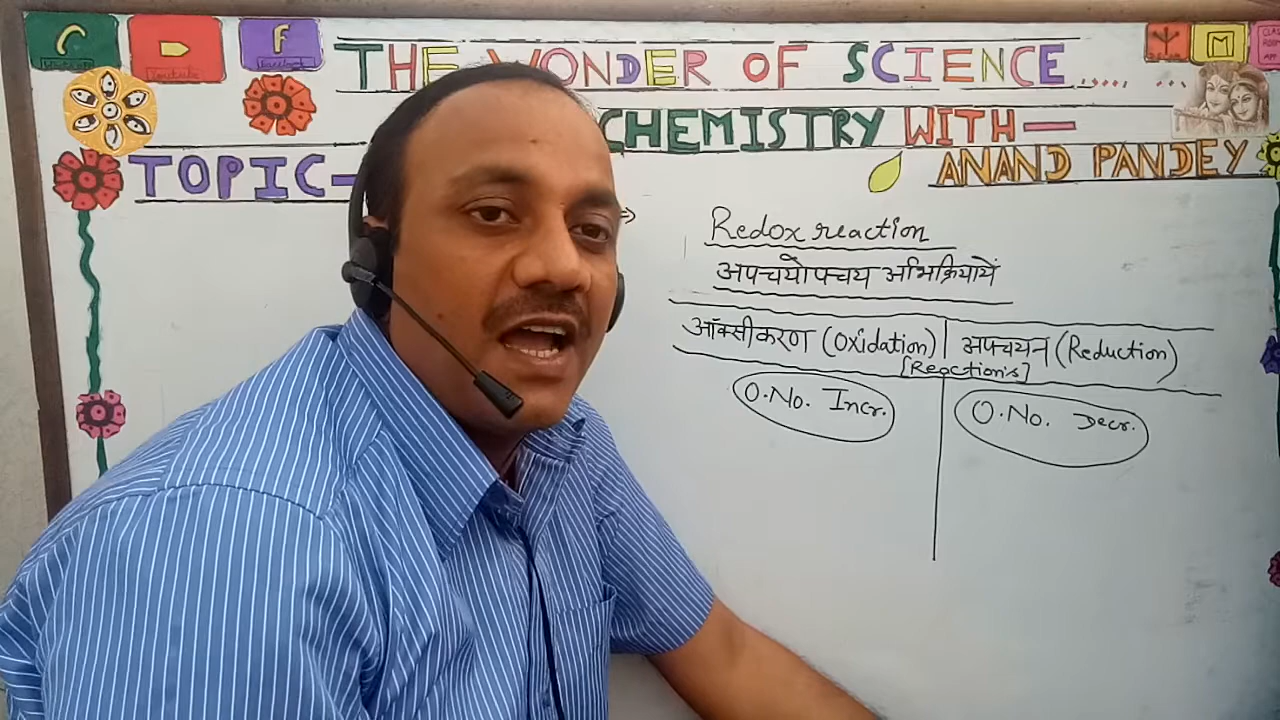 THE WONDER OF SCIENCE..... ...
CHEMISTRY WITH—
TOPIC—
ANAND PANDEY
Redox reaction
अपचयोपचय अभिक्रियायें
ऑक्सीकरण (Oxidation) अपचयन (Reduction)
[Reaction's]
O.No. Incr. O.No. Decr.